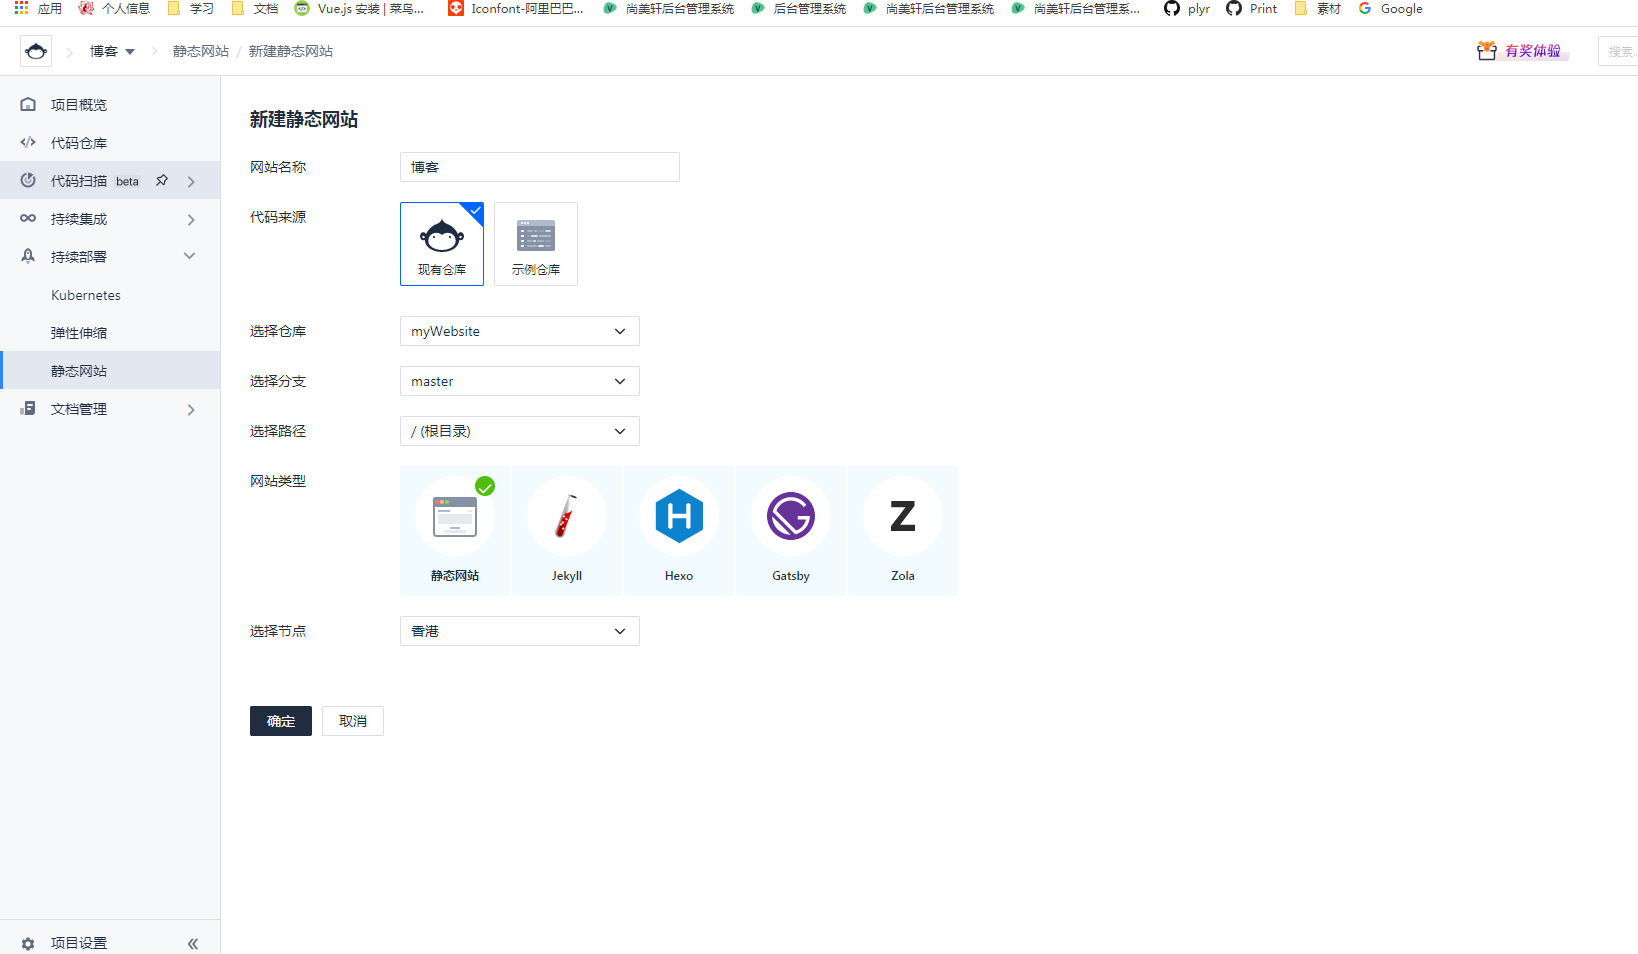 应用 个人信息 学习 文档 Vue.js 安装 | 菜鸟... Iconfont-阿里巴巴... 尚美轩后台管理系统 后台管理系统 尚美轩后台管理系统 尚美轩后台管理系... plyr Print 素材 Google
博客 静态网站 / 新建静态网站 有奖体验 搜索...
项目概览
代码仓库
代码扫描 beta
持续集成
持续部署
Kubernetes
弹性伸缩
静态网站
文档管理
项目设置
新建静态网站
网站名称 博客
代码来源
现有仓库 示例仓库
选择仓库 myWebsite
选择分支 master
选择路径 / (根目录)
网站类型
静态网站 Jekyll Hexo Gatsby Zola
选择节点 香港
确定 取消